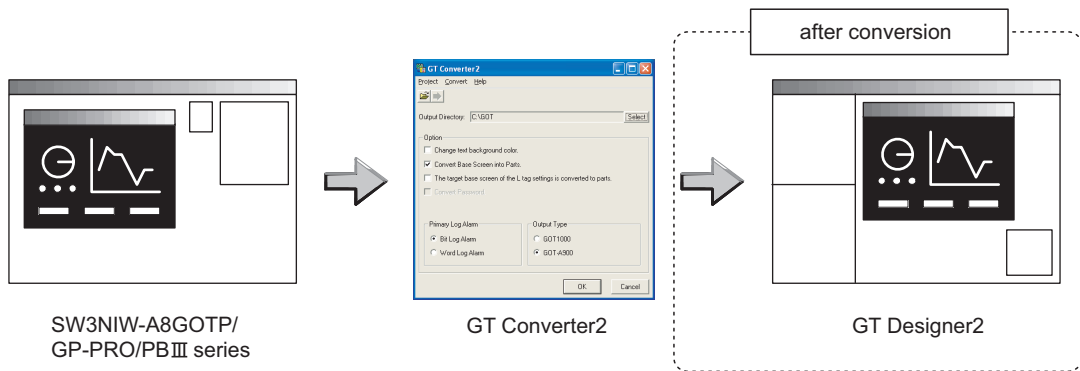 after conversion
GT Converter2
Project Convert Help
Output Directory: C:\GOT Select
Option
Change text background color.
Convert Base Screen into Parts.
The target base screen of the L tag settings is converted to parts.
Convert Password
Primary Log Alarm
Bit Log Alarm
Word Log Alarm
Output Type
GOT1000
GOT-A900
OK Cancel
SW3NIW-A8GOTP/
GP-PRO/PBⅢ series
GT Converter2
GT Designer2